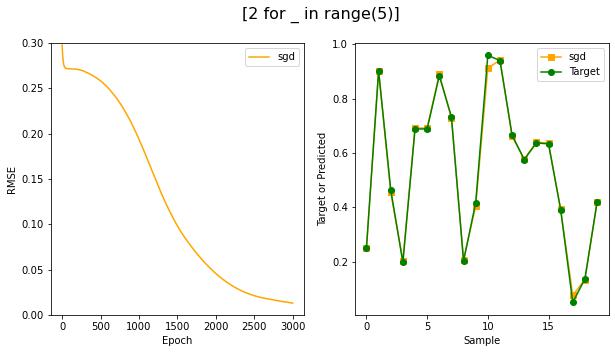 [2 for _ in range(5)]
0.30
0.25
0.20
0.15
0.10
0.05
0.00
RMSE
0
500
1000
1500
2000
2500
3000
Epoch
sgd
1.0
0.8
0.6
0.4
0.2
Target or Predicted
0
5
10
15
Sample
sgd
Target